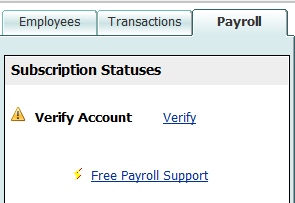 Employees Transactions Payroll
Subscription Statuses
Verify Account Verify
Free Payroll Support